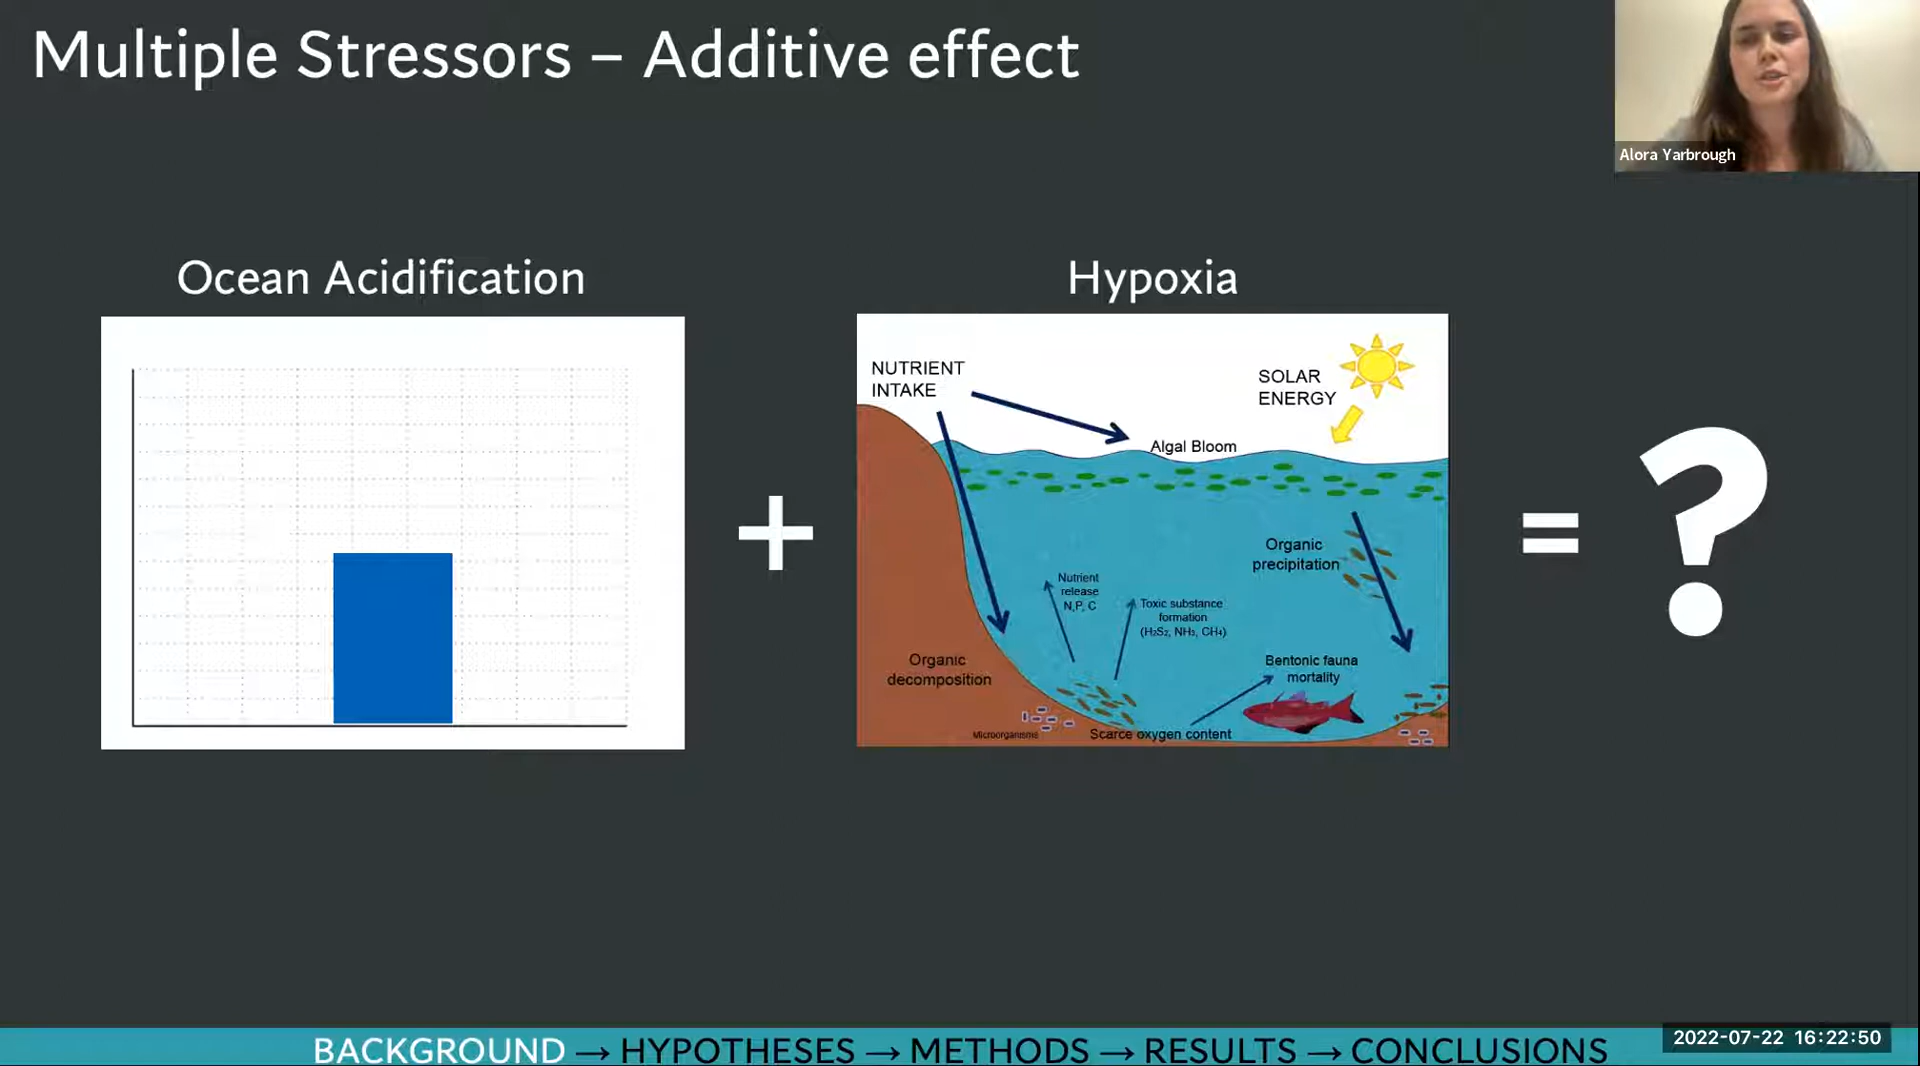 Multiple Stressors – Additive effect
Alora Yarbrough
Ocean Acidification
Hypoxia
NUTRIENT
INTAKE
SOLAR
ENERGY
Algal Bloom
Organic
precipitation
Nutrient
release
N,P, C
Toxic substance
formation
(H₂S₂, NH₃, CH₄)
Organic
decomposition
Bentonic fauna
mortality
Microorganisms
Scarce oxygen content
+
=
?
BACKGROUND → HYPOTHESES → METHODS → RESULTS → CONCLUSIONS
2022-07-22 16:22:50